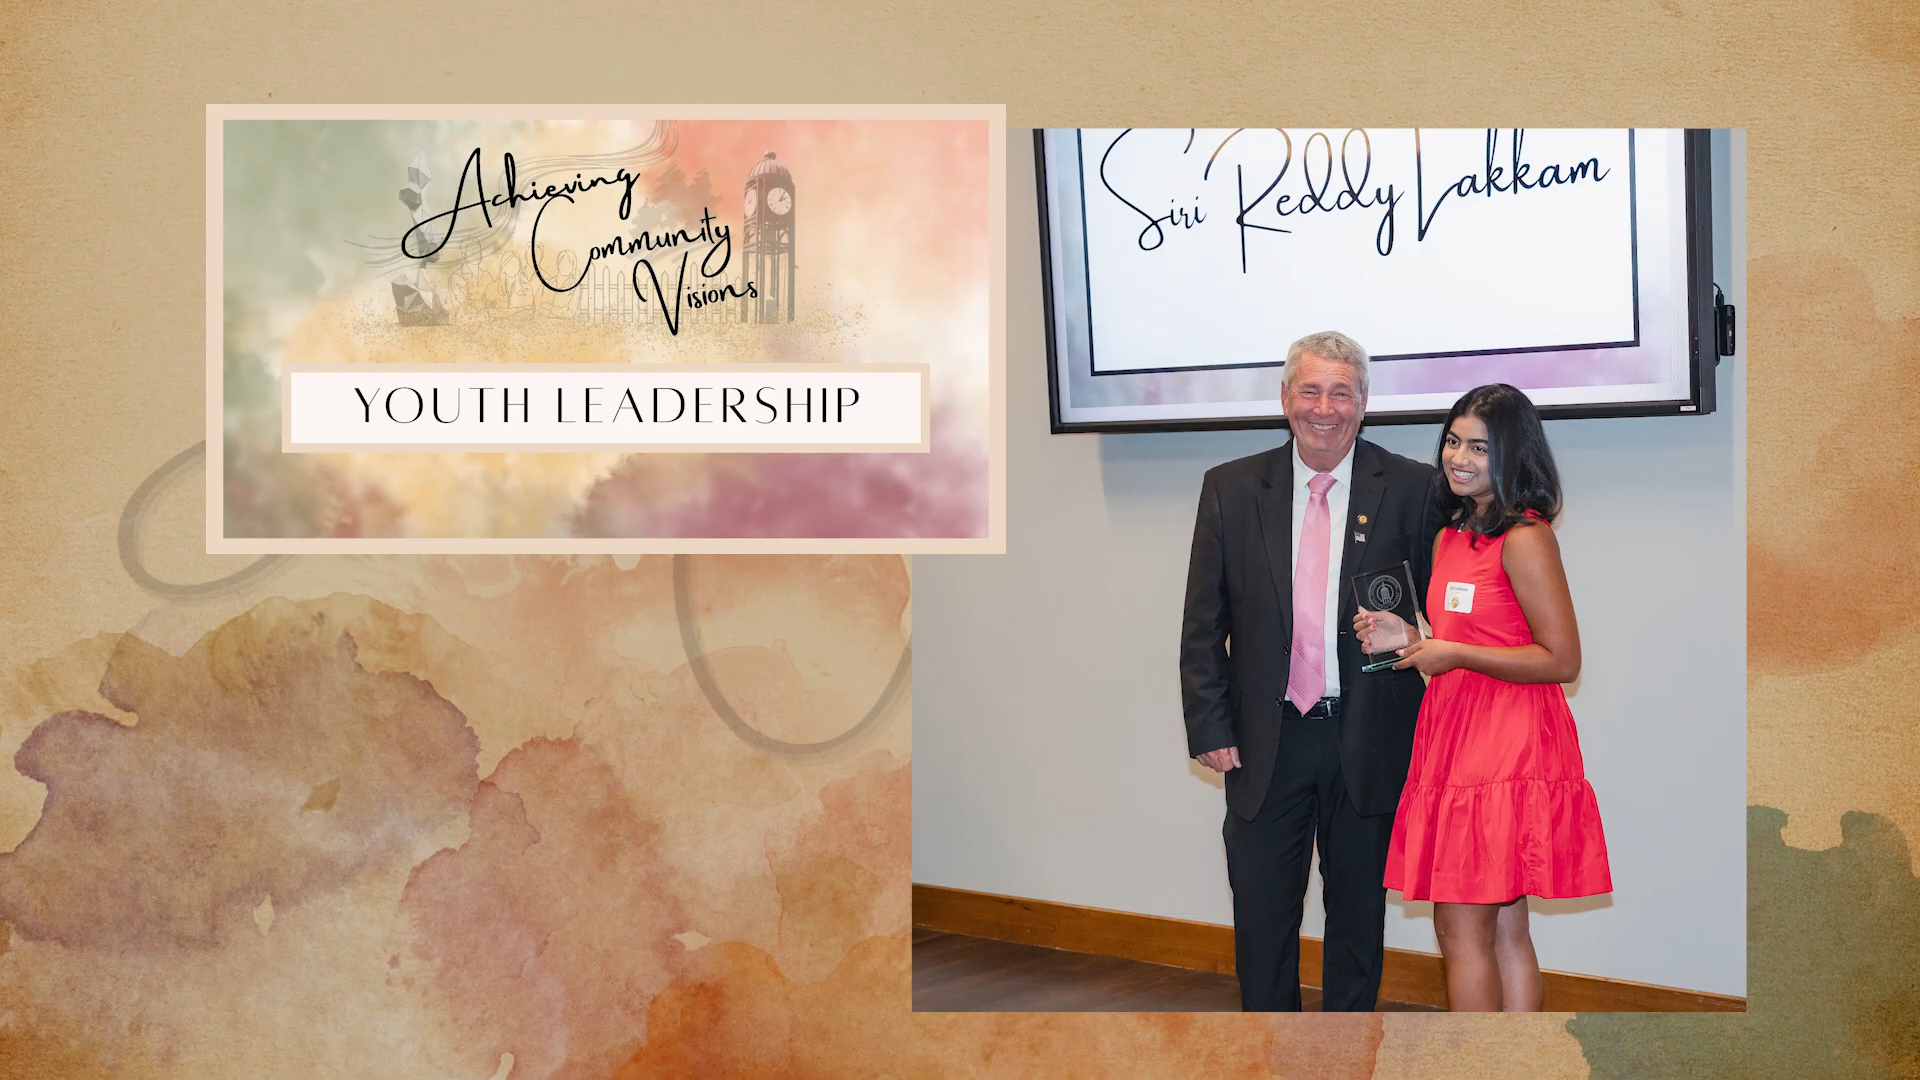 Achieving
Community
Visions
YOUTH LEADERSHIP
Siri Reddy Lakkam